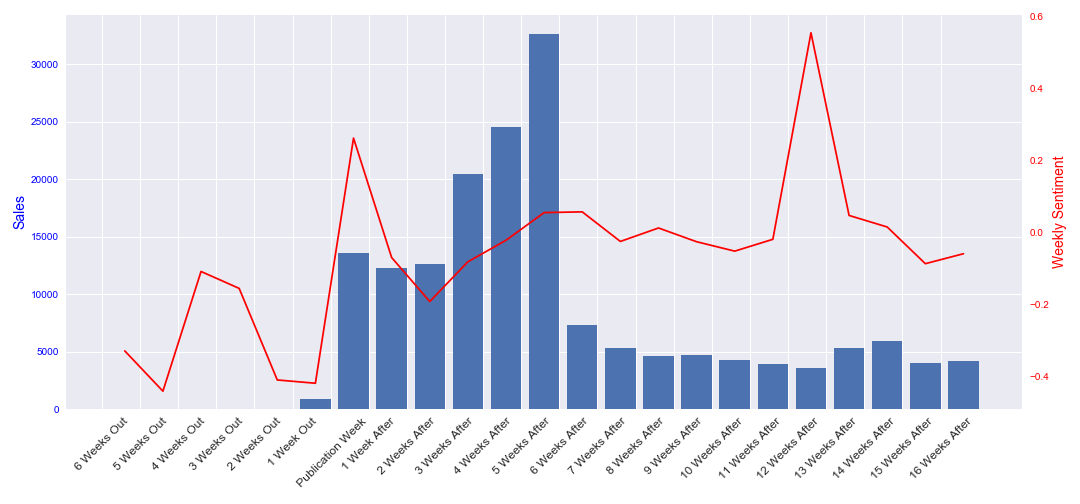 0.6
30000
0.4
25000
0.2
20000
Sales
15000
0.0
Weekly Sentiment
10000
−0.2
5000
−0.4
0
6 Weeks Out
5 Weeks Out
4 Weeks Out
3 Weeks Out
2 Weeks Out
1 Week Out
Publication Week
1 Week After
2 Weeks After
3 Weeks After
4 Weeks After
5 Weeks After
6 Weeks After
7 Weeks After
8 Weeks After
9 Weeks After
10 Weeks After
11 Weeks After
12 Weeks After
13 Weeks After
14 Weeks After
15 Weeks After
16 Weeks After